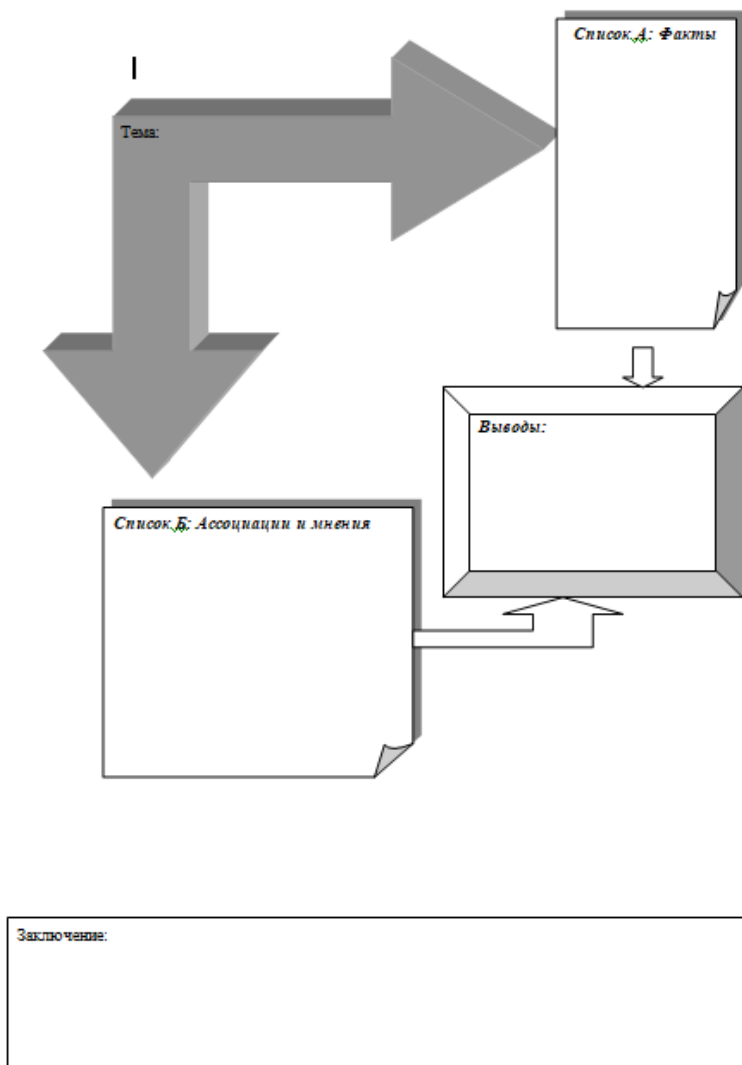 Список А: Факты
Тема:
Выводы:
Список Б: Ассоциации и мнения
Заключение: